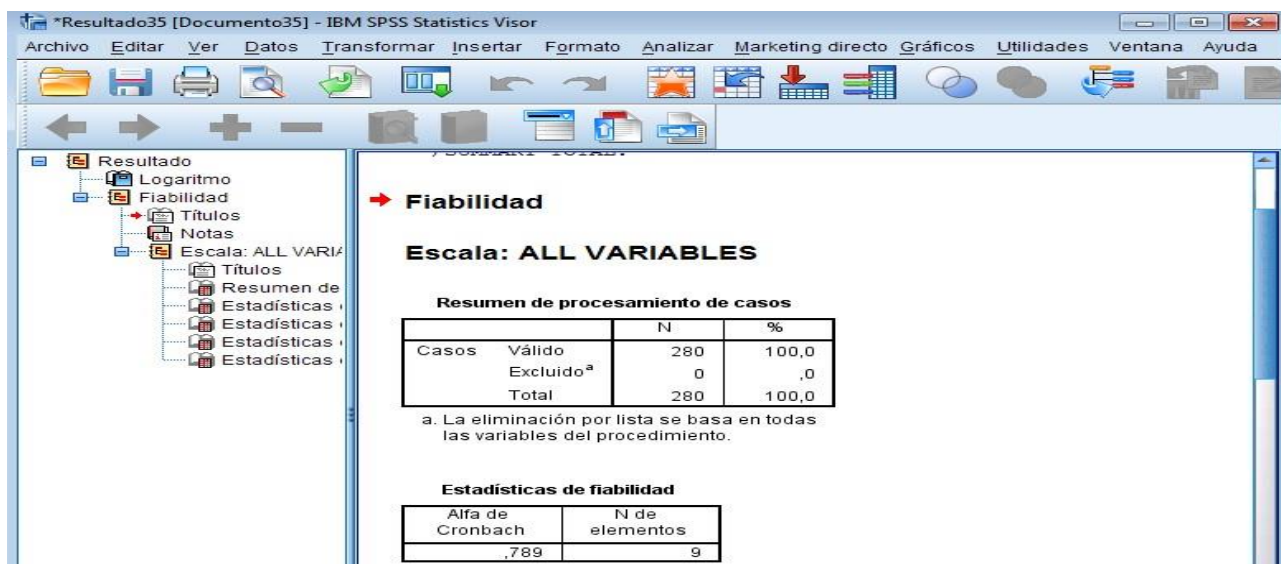 *Resultado35 [Documento35] - IBM SPSS Statistics Visor
Archivo Editar Ver Datos Transformar Insertar Formato Analizar Marketing directo Gráficos Utilidades Ventana Ayuda
Resultado
Logaritmo
Fiabilidad
Títulos
Notas
Escala: ALL VARIA
Títulos
Resumen de
Estadísticas
Estadísticas
Estadísticas
Estadísticas
/SUMMARY TOTAL.
Fiabilidad
Escala: ALL VARIABLES
Resumen de procesamiento de casos
N %
Casos Válido 280 100,0
Excluido a 0 ,0
Total 280 100,0
a. La eliminación por lista se basa en todas
las variables del procedimiento.
Estadísticas de fiabilidad
Alfa de N de
Cronbach elementos
,789 9